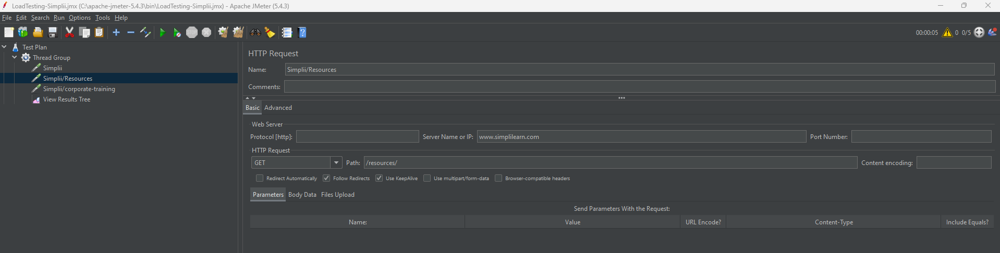 LoadTesting-Simplii.jmx (C:\apache-jmeter-5.4.3\bin\LoadTesting-Simplii.jmx) - Apache JMeter (5.4.3)
File Edit Search Run Options Tools Help
STOP ? 00:00:05 0 0/5
Test Plan
Thread Group
Simplii
Simplii/Resources
Simplii/corporate-training
View Results Tree
HTTP Request
Name: Simplii/Resources
Comments:
Basic Advanced
Web Server
Protocol [http]: Server Name or IP: www.simplilearn.com Port Number:
HTTP Request
GET Path: /resources/ Content encoding:
Redirect Automatically Follow Redirects Use KeepAlive Use multipart/form-data Browser-compatible headers
Parameters Body Data Files Upload
Send Parameters With the Request:
Name: Value URL Encode? Content-Type Include Equals?